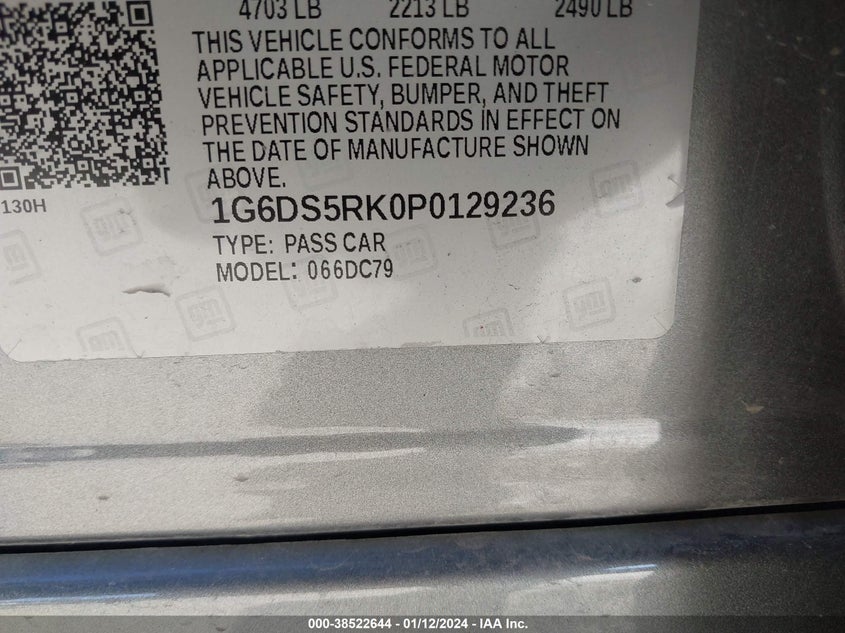 4703 LB 2213 LB 2490 LB
THIS VEHICLE CONFORMS TO ALL
APPLICABLE U.S. FEDERAL MOTOR
VEHICLE SAFETY, BUMPER, AND THEFT
PREVENTION STANDARDS IN EFFECT ON
THE DATE OF MANUFACTURE SHOWN
ABOVE.
130H
1G6DS5RK0P0129236
TYPE: PASS CAR
MODEL: 066DC79
gm
000-38522644 - 01/12/2024 - IAA Inc.